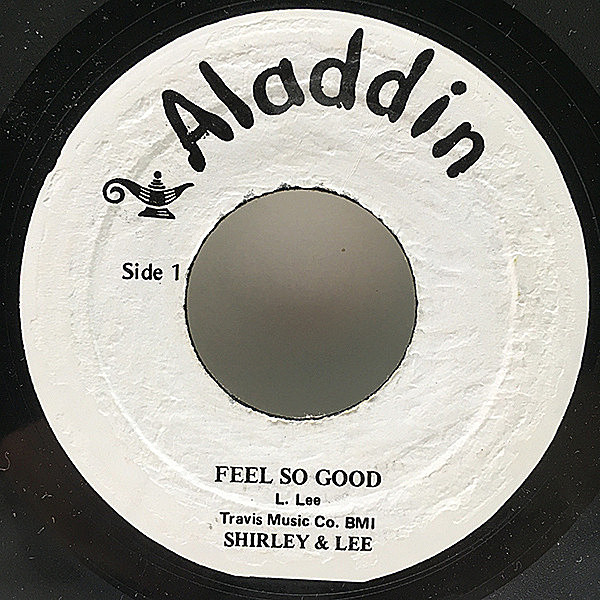 Aladdin
Side 1
FEEL SO GOOD
L. Lee
Travis Music Co. BMI
SHIRLEY & LEE